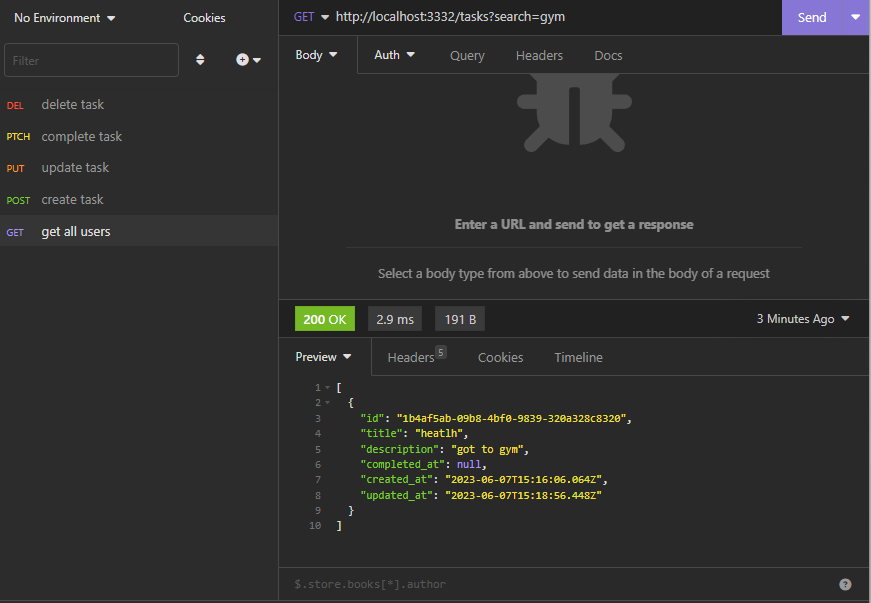 No Environment
Cookies
Filter
DEL delete task
PTCH complete task
PUT update task
POST create task
GET get all users
GET http://localhost:3332/tasks?search=gym
Send
Body Auth Query Headers Docs
Enter a URL and send to get a response
Select a body type from above to send data in the body of a request
200 OK 2.9 ms 191 B 3 Minutes Ago
Preview Headers 5 Cookies Timeline
1 [
2 {
3 "id": "1b4af5ab-09b8-4bf0-9839-320a328c8320",
4 "title": "heatlh",
5 "description": "got to gym",
6 "completed_at": null,
7 "created_at": "2023-06-07T15:16:06.064Z",
8 "updated_at": "2023-06-07T15:18:56.448Z"
9 }
10 ]
$.store.books[*].author
?